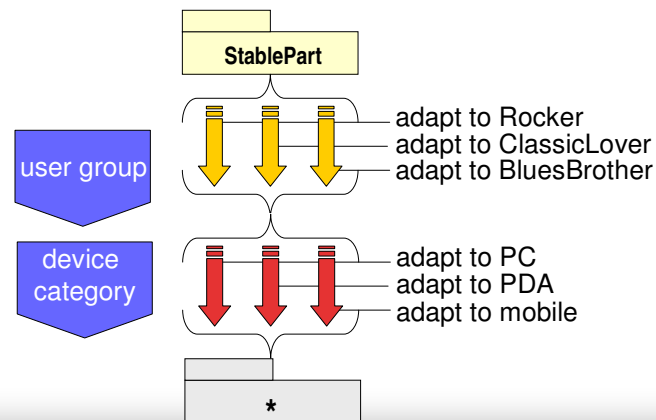 StablePart
adapt to Rocker
adapt to ClassicLover
adapt to BluesBrother
user group
adapt to PC
adapt to PDA
adapt to mobile
device
category
*